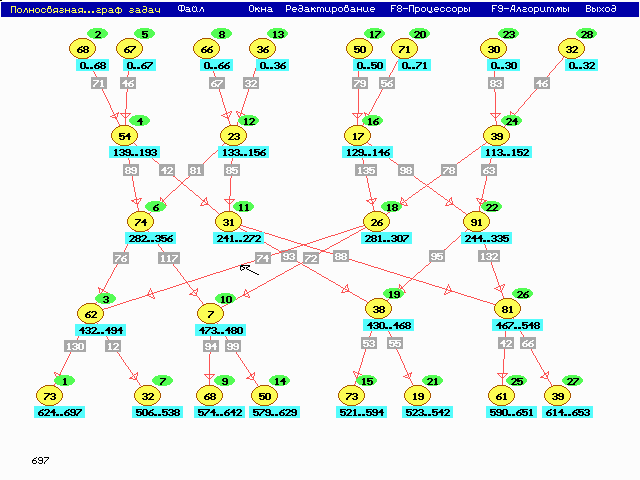 Полносвязная...граф задач Файл Окна Редактирование F8-Процессоры F9-Алгоритмы Выход
2 5 8 13 17 20 23 28
68 67 66 36 50 71 30 32
0..68 0..67 0..66 0..36 0..50 0..71 0..30 0..32
71 46 67 32 79 56 83 46
4 12 16 24
54 23 17 39
139..193 133..156 129..146 113..152
89 42 81 85 135 98 78 63
6 11 18 22
74 31 26 91
282..356 241..272 281..307 244..335
76 117 74 93 72 88 95 132
3 10 19 26
62 7 38 81
432..494 473..480 430..468 467..548
130 12 94 99 53 55 42 66
1 7 9 14 15 21 25 27
73 32 68 50 73 19 61 39
624..697 506..538 574..642 579..629 521..594 523..542 590..651 614..653
697